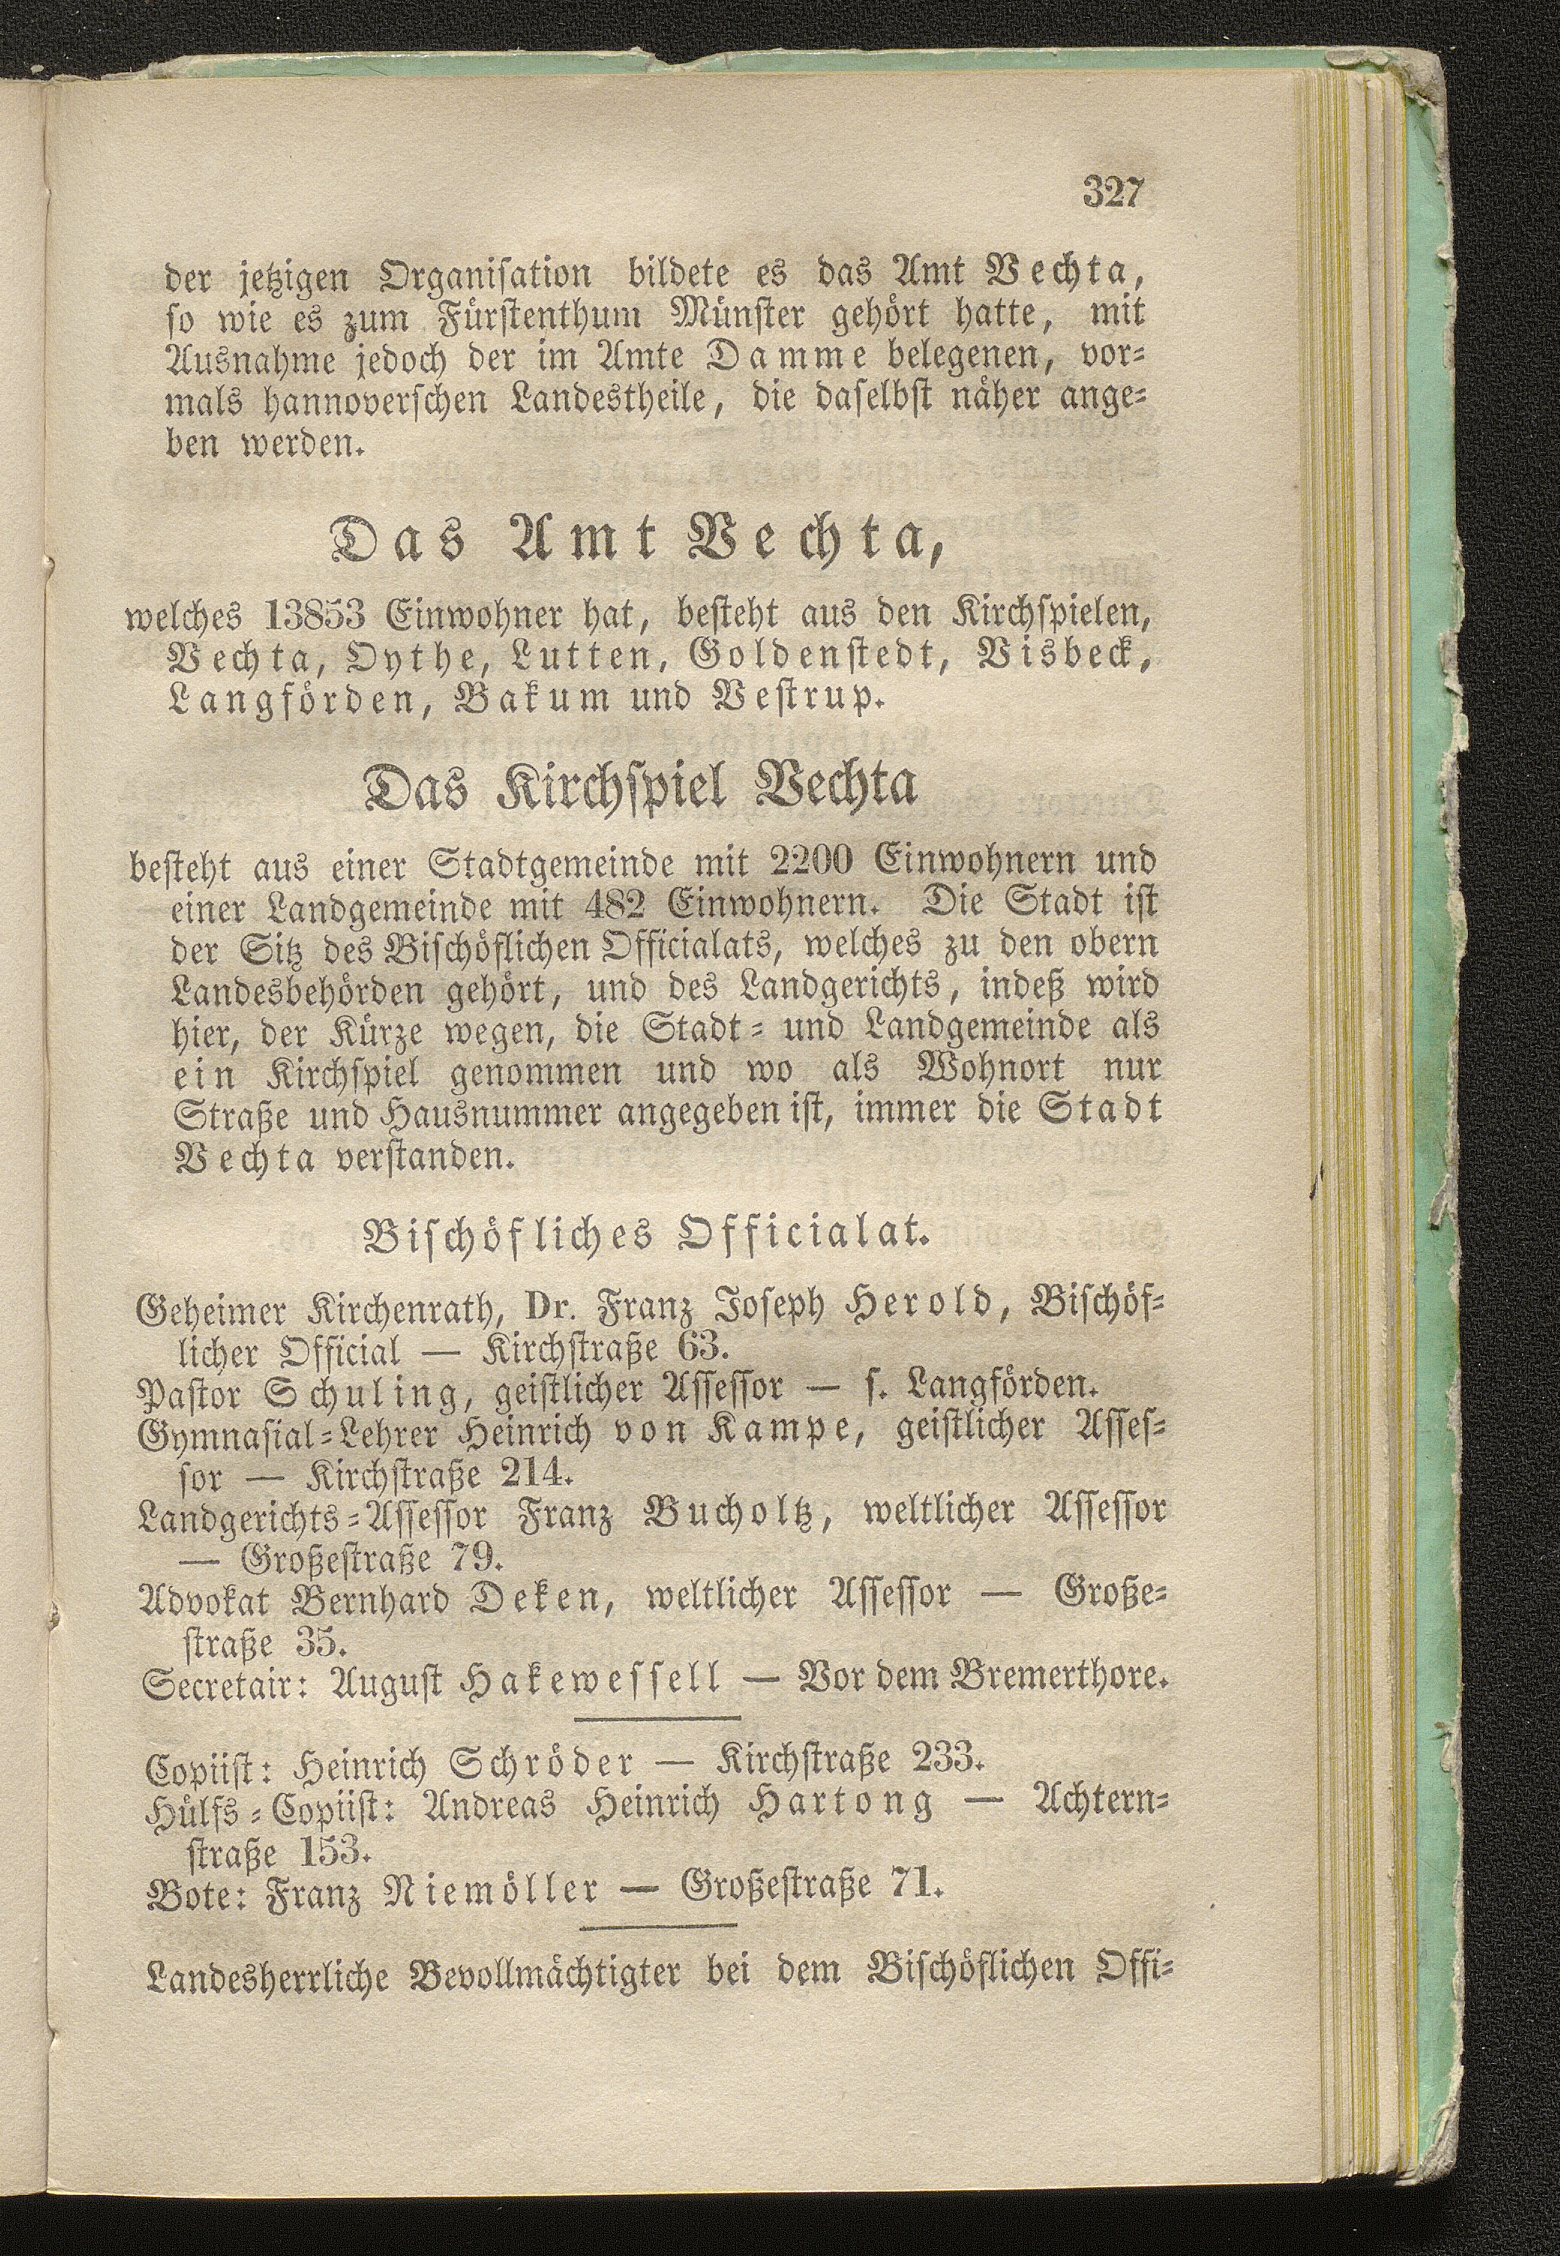 327
der jetzigen Organisation bildete es das Amt Vechta,
so wie es zum Fürstenthum Münster gehört hatte, mit
Ausnahme jedoch der im Amte Damme belegenen, vor-
mals hannoverschen Landestheile, die daselbst näher ange-
ben werden.
Das Amt Vechta,
welches 13853 Einwohner hat, besteht aus den Kirchspielen,
Vechta, Oythe, Lutten, Goldenstedt, Visbeck,
Langförden, Bakum und Vestrup.
Das Kirchspiel Vechta
besteht aus einer Stadtgemeinde mit 2200 Einwohnern und
einer Landgemeinde mit 482 Einwohnern. Die Stadt ist
der Sitz des Bischöflichen Officialats, welches zu den obern
Landesbehörden gehört, und des Landgerichts, indeß wird
hier, der Kürze wegen, die Stadt- und Landgemeinde als
ein Kirchspiel genommen und wo als Wohnort nur
Straße und Hausnummer angegeben ist, immer die Stadt
Vechta verstanden.
Bischöfliches Officialat.
Geheimer Kirchenrath, Dr. Franz Joseph Herold, Bischöf-
licher Official — Kirchstraße 63.
Pastor Schuling, geistlicher Assessor — s. Langförden.
Gymnasial-Lehrer Heinrich von Kampe, geistlicher Asses-
sor — Kirchstraße 214.
Landgerichts-Assessor Franz Bucholtz, weltlicher Assessor
— Großestraße 79.
Advokat Bernhard Deken, weltlicher Assessor — Große-
straße 35.
Secretair: August Hakewessell — Vor dem Bremerthore.
Copiist: Heinrich Schröder — Kirchstraße 233.
Hülfs-Copiist: Andreas Heinrich Hartong — Achtern-
straße 153.
Bote: Franz Niemöller — Großestraße 71.
Landesherrliche Bevollmächtigter bei dem Bischöflichen Offi-